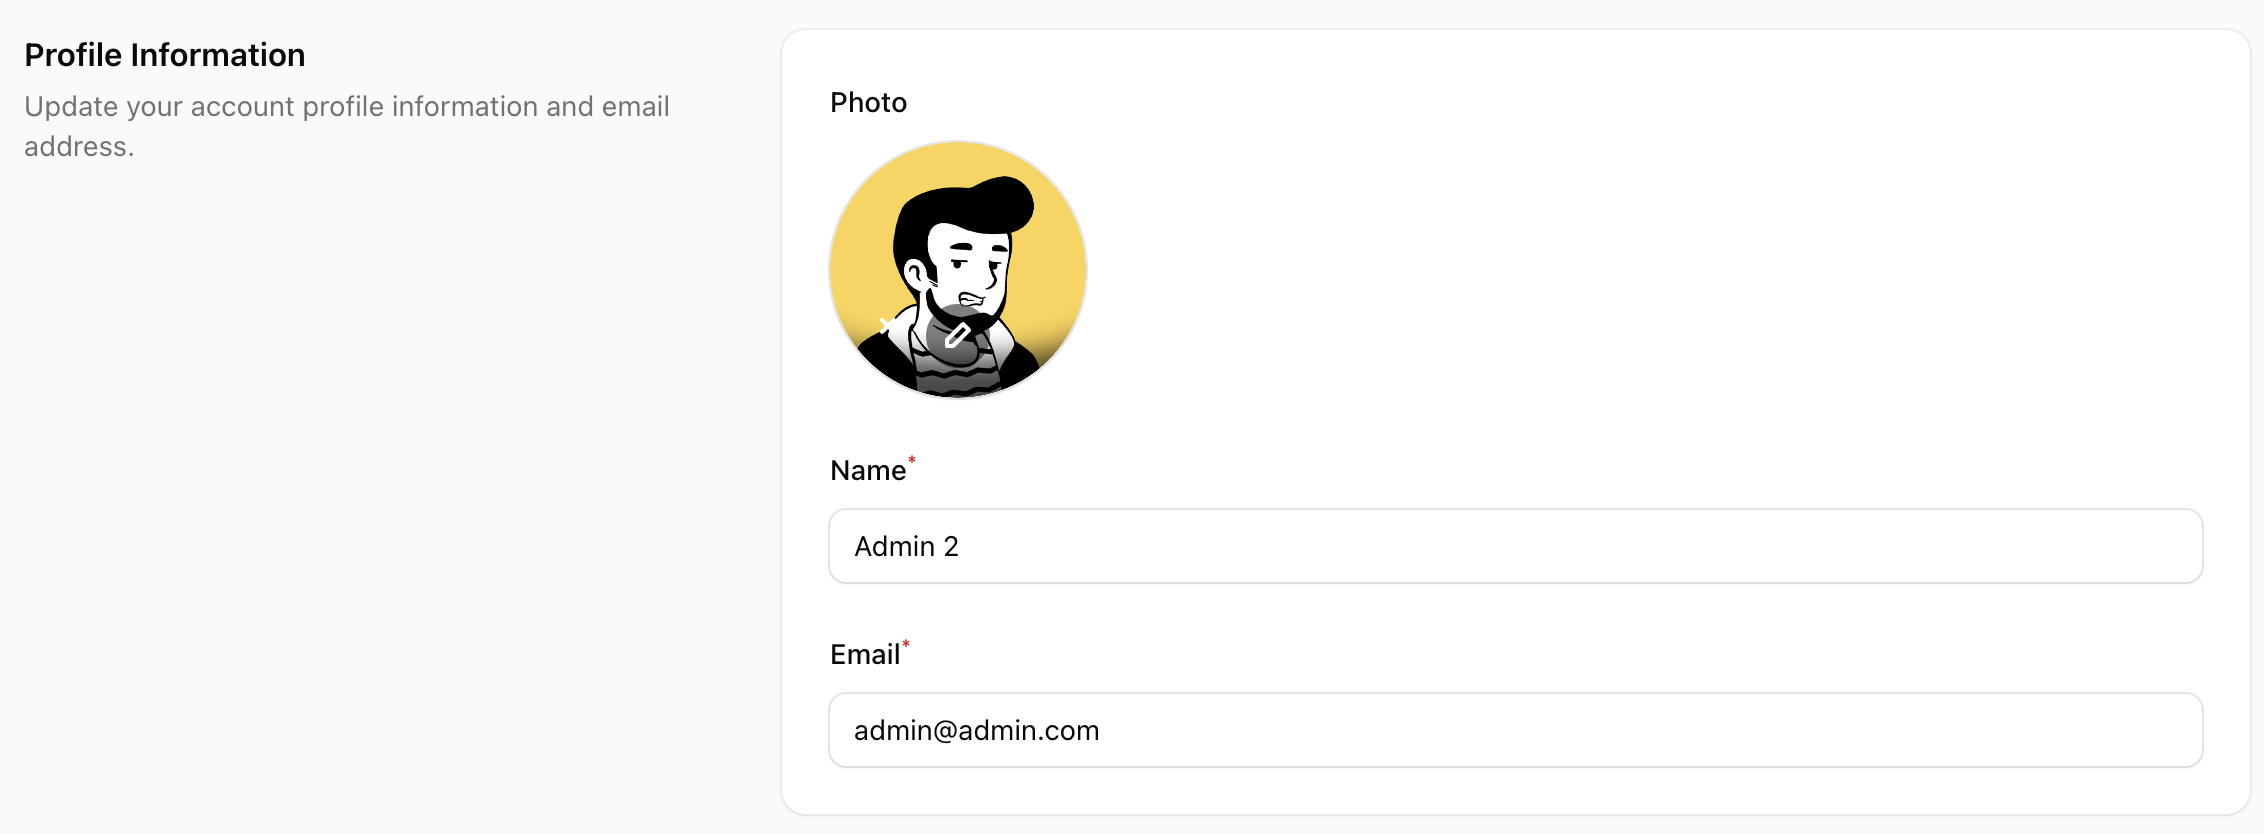 Profile Information
Update your account profile information and email
address.
Photo
Name*
Admin 2
Email*
admin@admin.com